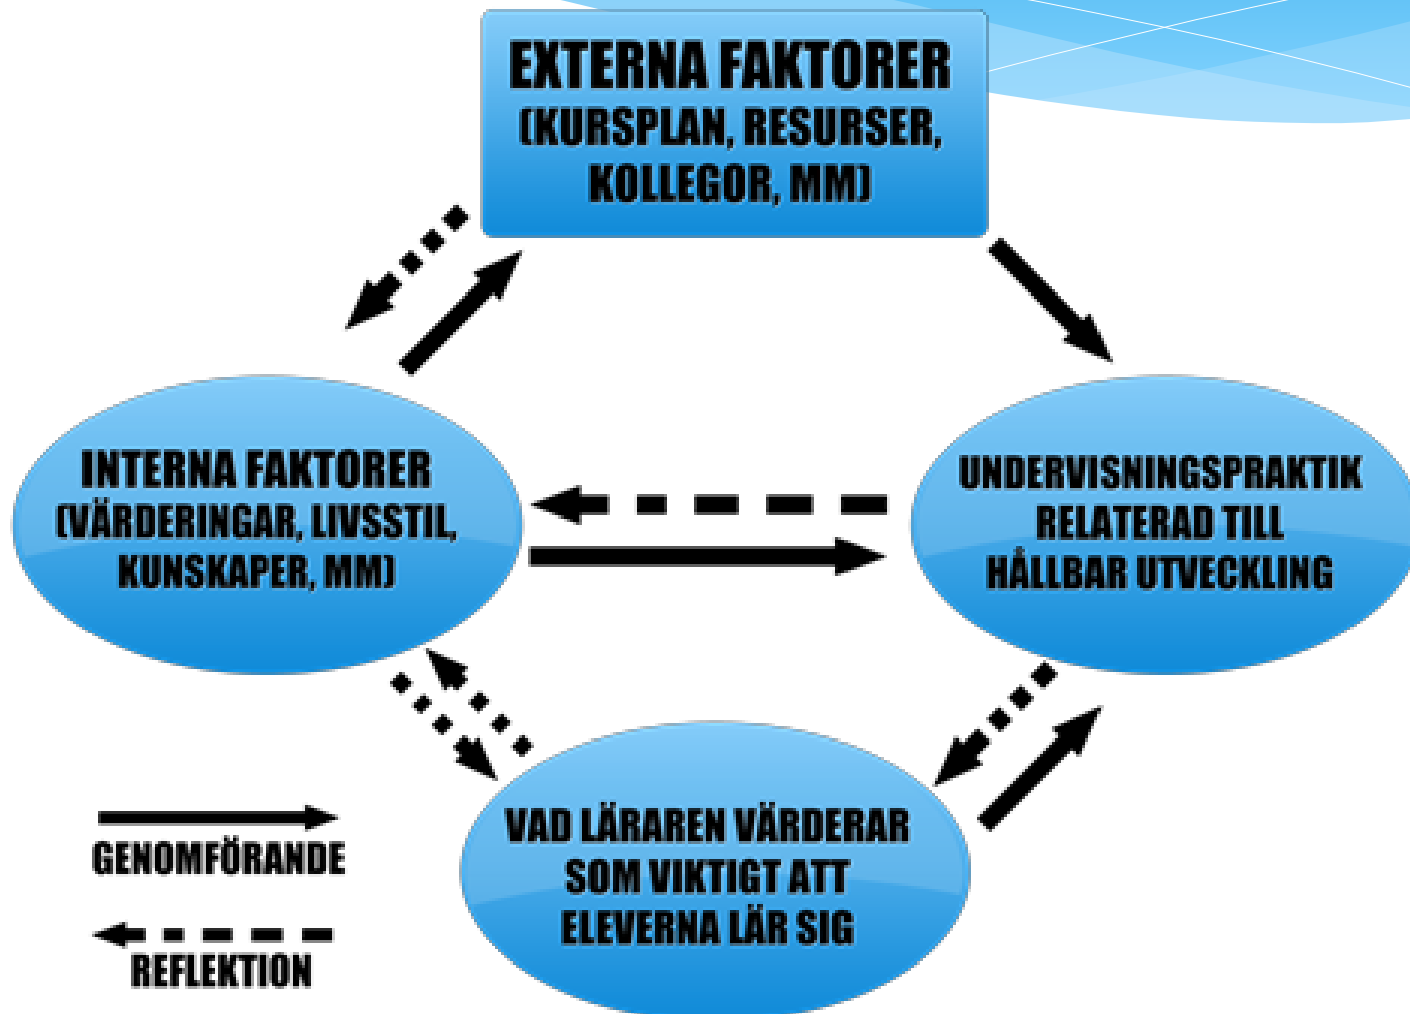 EXTERNA FAKTORER
(KURSPLAN, RESURSER,
KOLLEGOR, MM)
INTERNA FAKTORER
(VÄRDERINGAR, LIVSSTIL,
KUNSKAPER, MM)
UNDERVISNINGSPRAKTIK
RELATERAD TILL
HÅLLBAR UTVECKLING
VAD LÄRAREN VÄRDERAR
SOM VIKTIGT ATT
ELEVERNA LÄR SIG
GENOMFÖRANDE
REFLEKTION